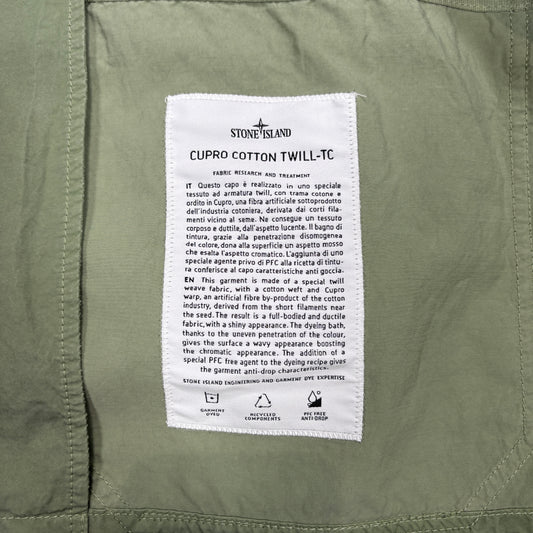 STONE ISLAND
CUPRO COTTON TWILL-TC
FABRIC RESEARCH AND TREATMENT
IT Questo capo è realizzato in uno speciale
tessuto ad armatura twill, con trama cotone e
ordito in Cupro, una fibra artificiale sottoprodotto
dell'industria cotoniera, derivata dai corti fila-
menti vicino al seme. Ne consegue un tessuto
corposo e duttile, dall'aspetto lucente. Il bagno di
tintura, grazie alla penetrazione disomogenea
del colore, dona alla superficie un aspetto mosso
che esalta l'aspetto cromatico. L'aggiunta di uno
speciale agente privo di PFC alla ricetta di tintu-
ra conferisce al capo caratteristiche anti goccia.
EN This garment is made of a special twill
weave fabric, with a cotton weft and Cupro
warp, an artificial fibre by-product of the cotton
industry, derived from the short filaments near
the seed. The result is a full-bodied and ductile
fabric, with a shiny appearance. The dyeing bath,
thanks to the uneven penetration of the colour,
gives the surface a wavy appearance boosting
the chromatic appearance. The addition of a
special PFC free agent to the dyeing recipe gives
the garment anti-drop characteristics.
STONE ISLAND ENGINEERING AND GARMENT DYE EXPERTISE
GARMENT
DYED
RECYCLED
COMPONENTS
PFC FREE
ANTI DROP